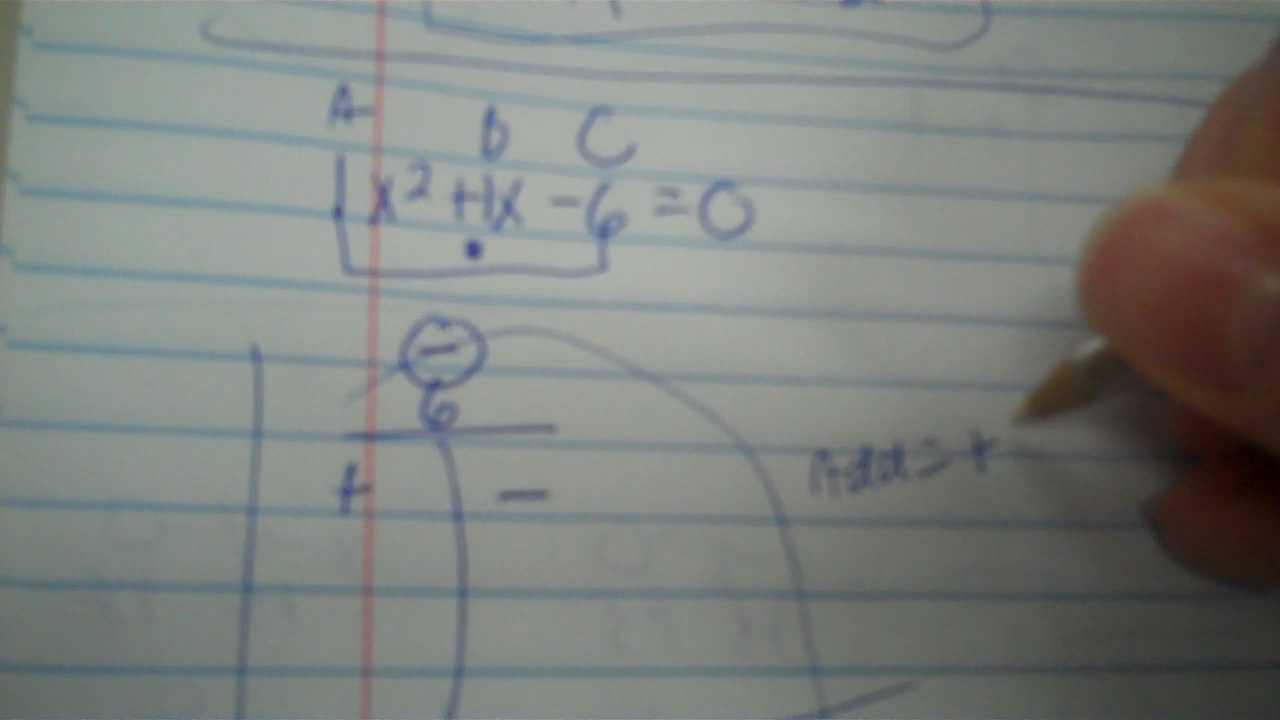 A B C
x² +1x - 6 = 0
-
6
+ -
Add = +